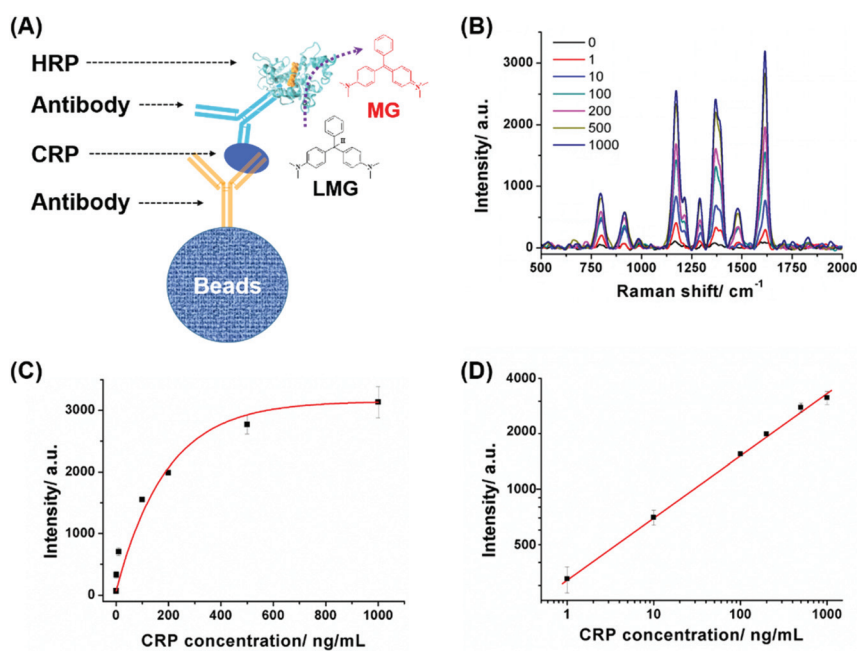 (A)
HRP
Antibody
CRP
Antibody
Beads
MG
H
LMG
(B)
Intensity/ a.u.
3000
2000
1000
0
0
1
10
100
200
500
1000
500 750 1000 1250 1500 1750 2000
Raman shift/ cm⁻¹
(C)
Intensity/ a.u.
3000
2000
1000
0
0 200 400 600 800 1000
CRP concentration/ ng/mL
(D)
Intensity/ a.u.
4000
2000
1000
500
1 10 100 1000
CRP concentration/ ng/mL